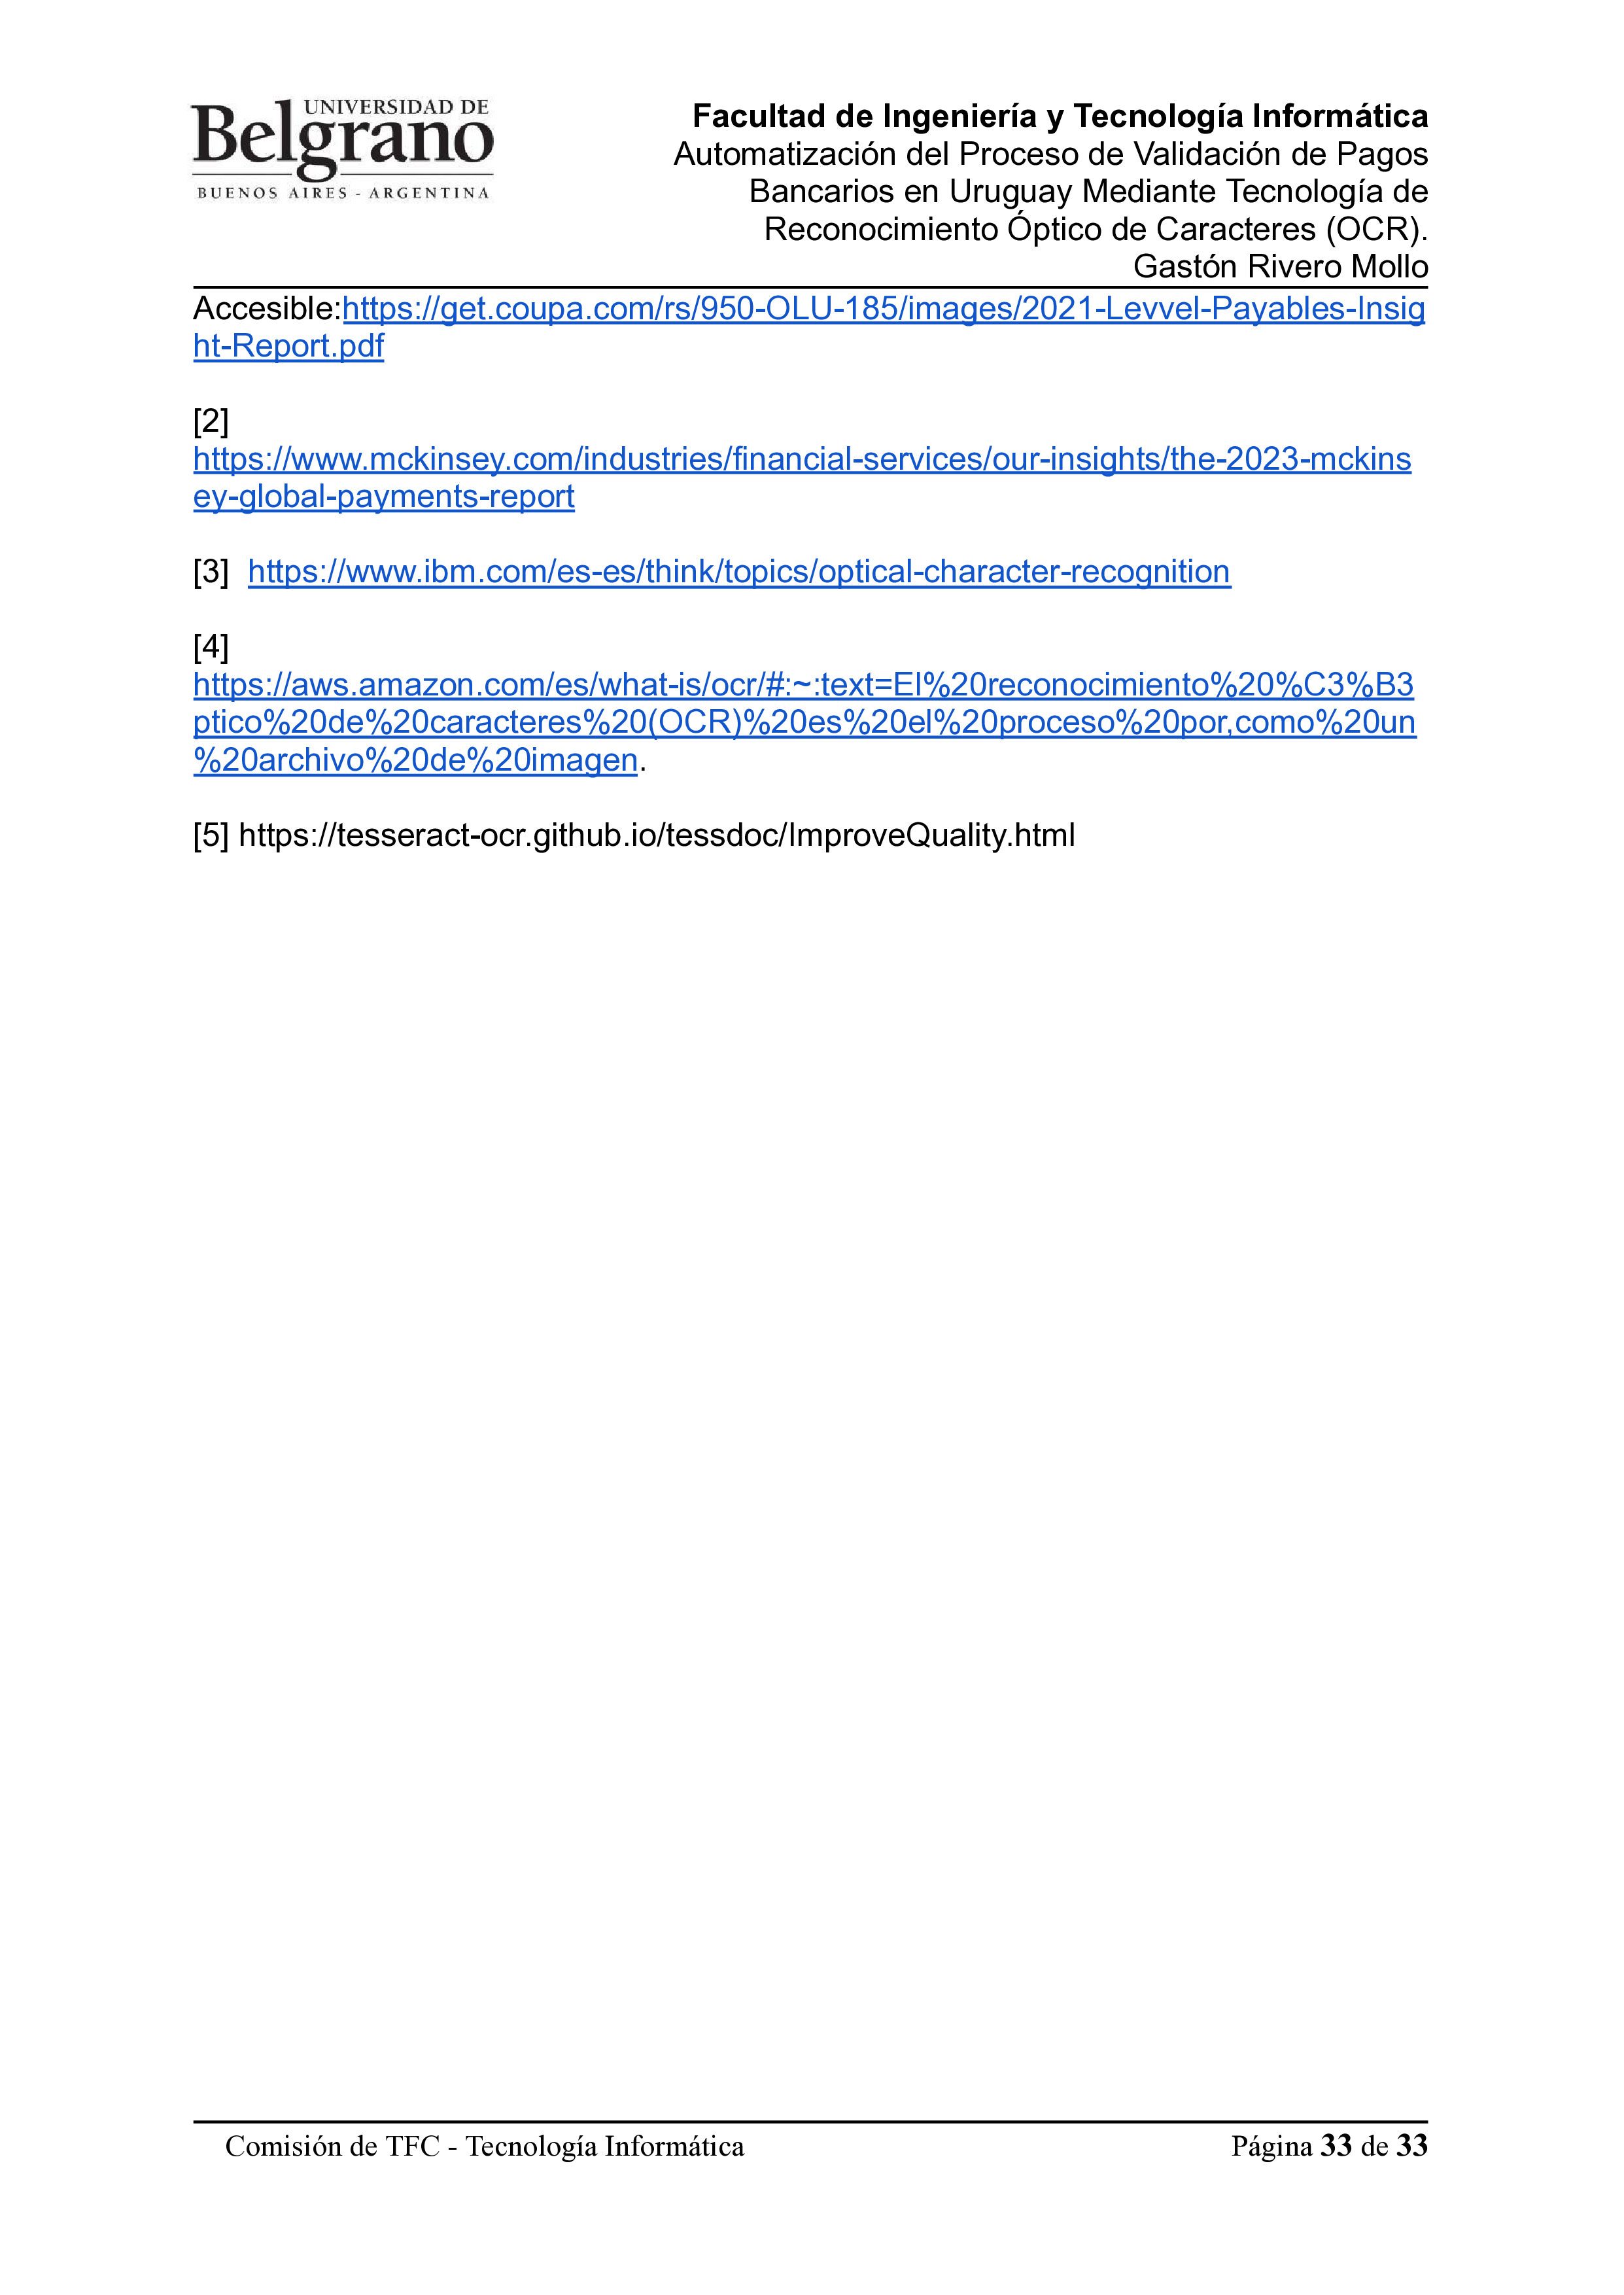 UNIVERSIDAD DE
Belgrano
BUENOS AIRES - ARGENTINA
Facultad de Ingeniería y Tecnología Informática
Automatización del Proceso de Validación de Pagos
Bancarios en Uruguay Mediante Tecnología de
Reconocimiento Óptico de Caracteres (OCR).
Gastón Rivero Mollo
Accesible:https://get.coupa.com/rs/950-OLU-185/images/2021-Levvel-Payables-Insig
ht-Report.pdf
[2]
https://www.mckinsey.com/industries/financial-services/our-insights/the-2023-mckins
ey-global-payments-report
[3] https://www.ibm.com/es-es/think/topics/optical-character-recognition
[4]
https://aws.amazon.com/es/what-is/ocr/#:~:text=El%20reconocimiento%20%C3%B3
ptico%20de%20caracteres%20(OCR)%20es%20el%20proceso%20por,como%20un
%20archivo%20de%20imagen.
[5] https://tesseract-ocr.github.io/tessdoc/ImproveQuality.html
Comisión de TFC - Tecnología Informática
Página 33 de 33